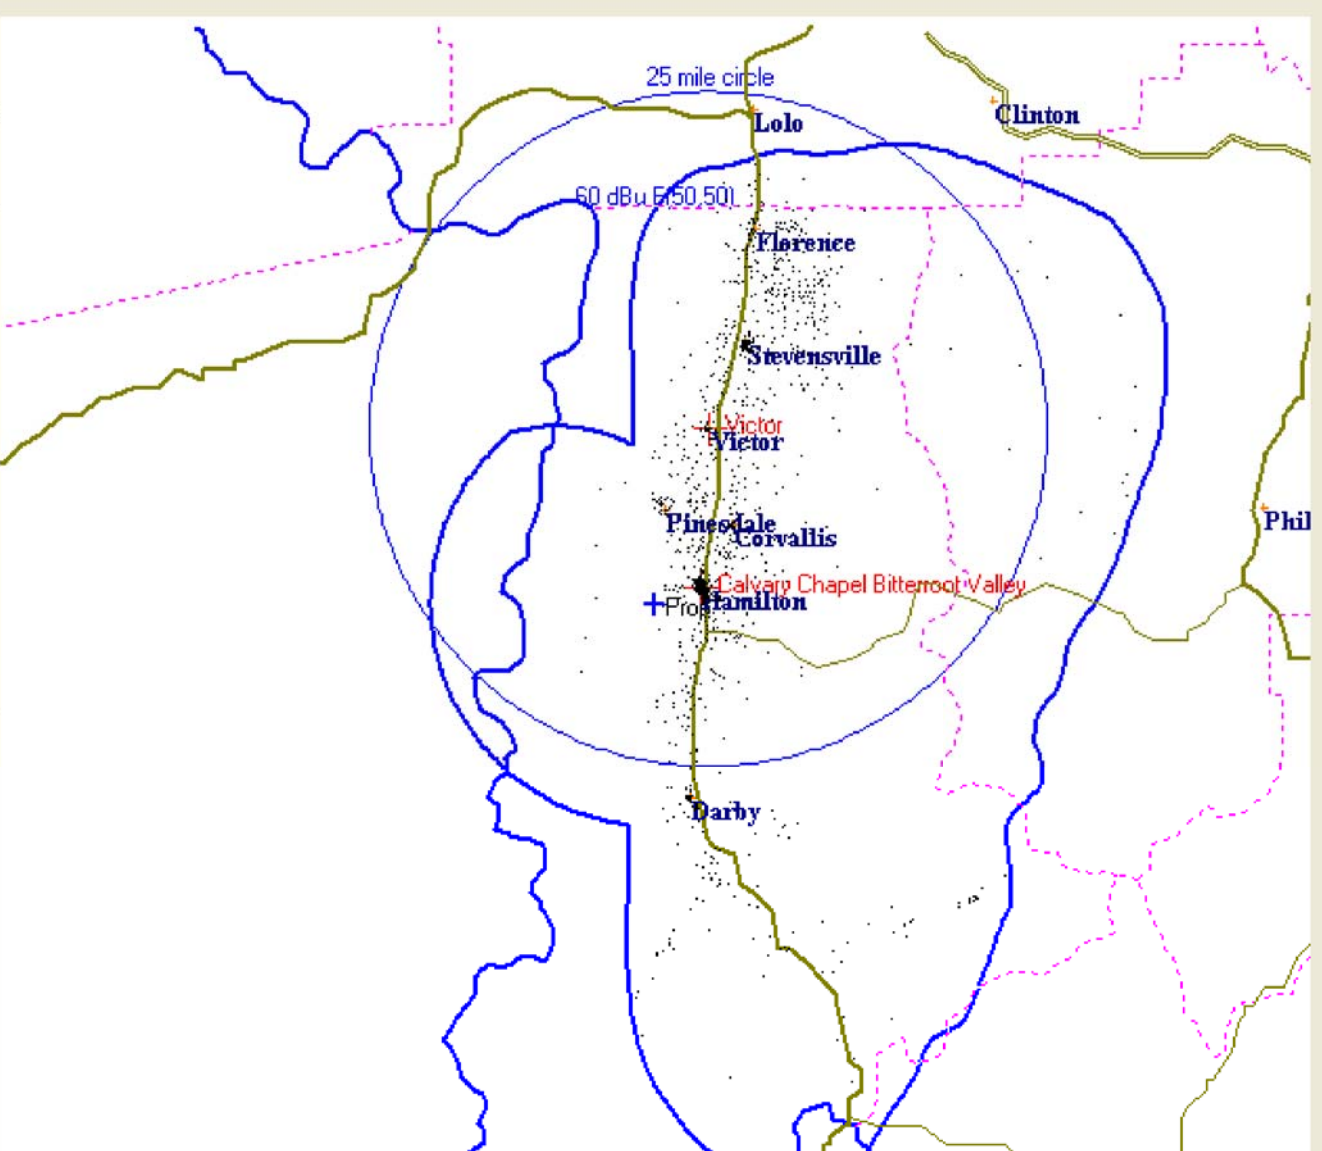 25 mile circle
Clinton
Lolo
60 dBu F(50,50)
Florence
Stevensville
Victor
Victor
Pinesdale
Corvallis
Phil
Calvary Chapel Bitterroot Valley
Hamilton
Darby